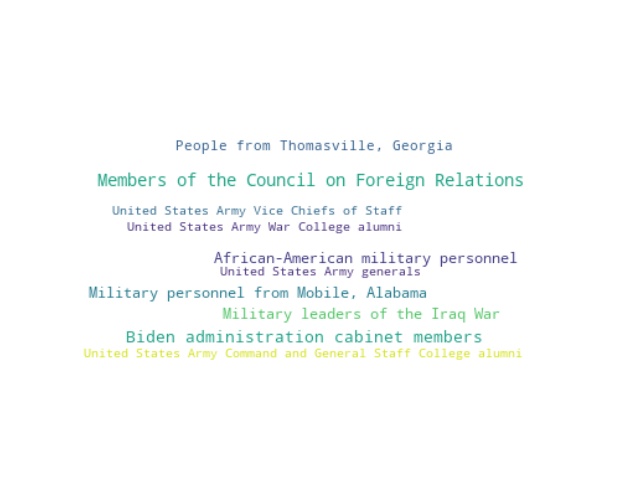 People from Thomasville, Georgia
Members of the Council on Foreign Relations
United States Army Vice Chiefs of Staff
United States Army War College alumni
African-American military personnel
United States Army generals
Military personnel from Mobile, Alabama
Military leaders of the Iraq War
Biden administration cabinet members
United States Army Command and General Staff College alumni